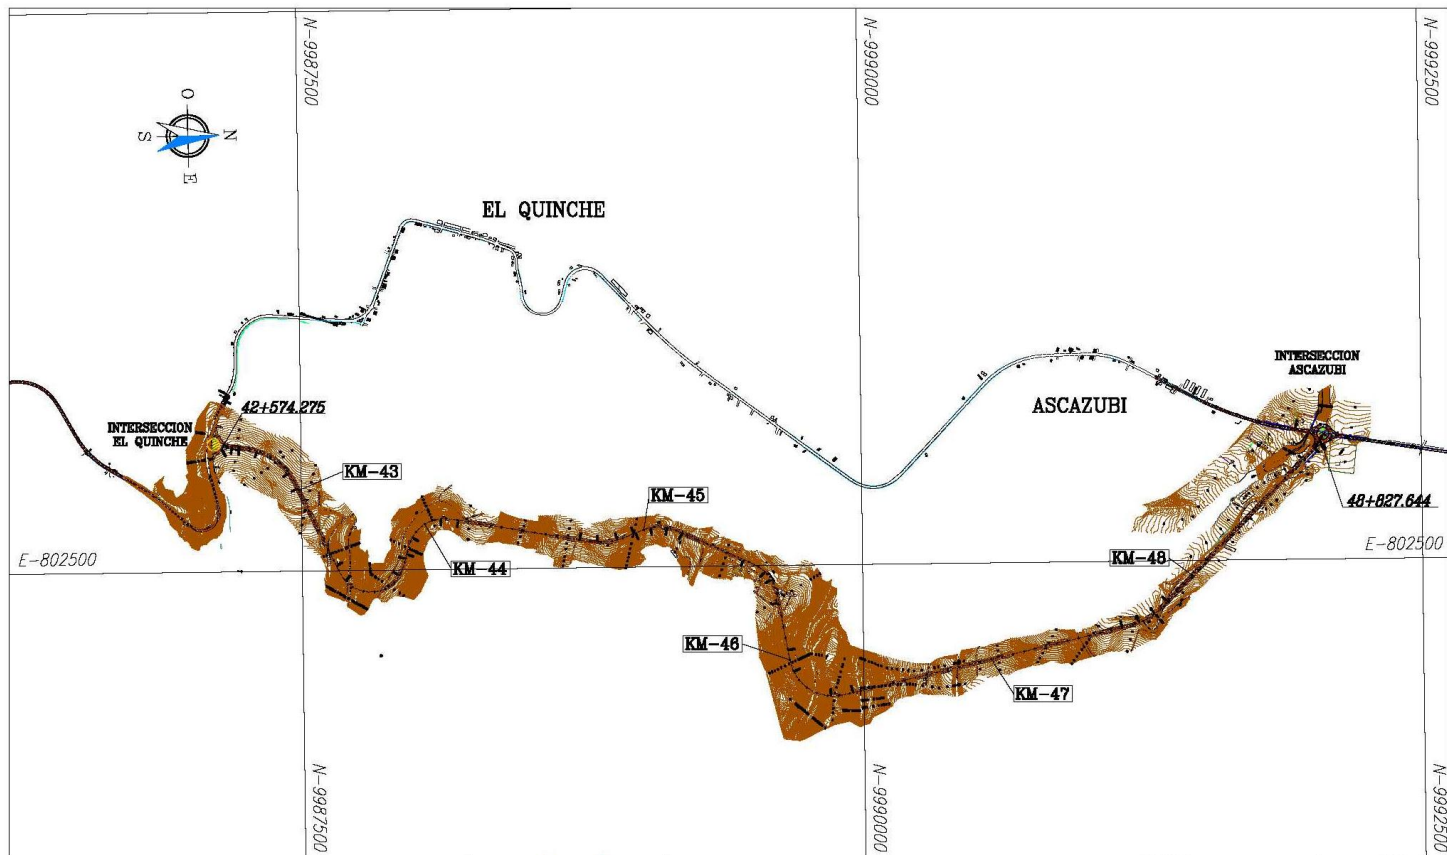 N-9987500
N-9990000
N-9992500
O
S
N
E
EL QUINCHE
INTERSECCION
ASCAZUBI
ASCAZUBI
42+574.275
INTERSECCION
EL QUINCHE
KM-43
KM-45
48+827.644
E-802500
E-802500
KM-44
KM-48
KM-46
KM-47
N-9987500
N-9990000
N-9992500